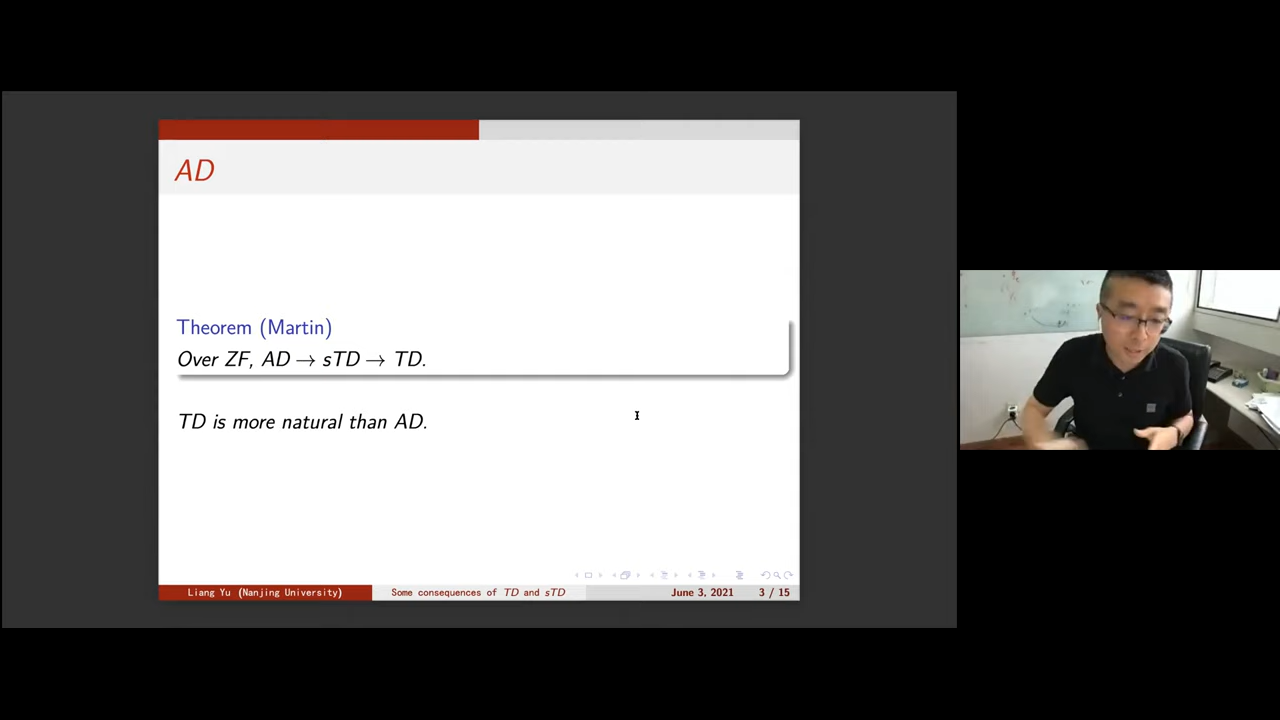 AD
Theorem (Martin)
Over ZF, AD → sTD → TD.
TD is more natural than AD.
Liang Yu (Nanjing University) Some consequences of TD and sTD June 3, 2021 3 / 15